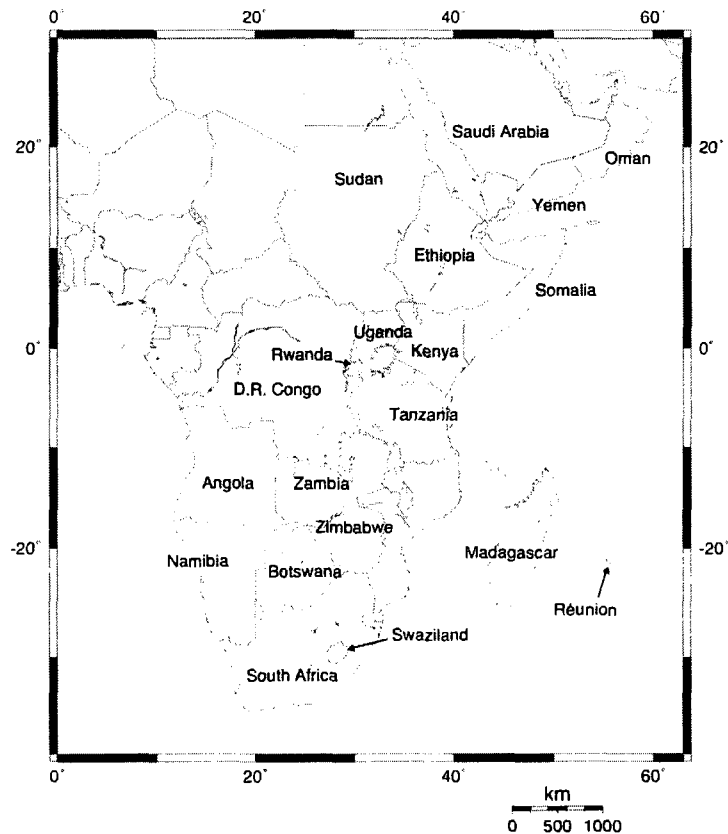 0° 20° 40° 60°
Saudi Arabia
20° 20°
Oman
Sudan
Yemen
Ethiopia
Somalia
Uganda
0° Rwanda Kenya 0°
D.R. Congo
Tanzania
Angola Zambia
Zimbabwe
-20° Namibia Madagascar -20°
Botswana
Réunion
Swaziland
South Africa
0° 20° 40° 60°
km
0 500 1000